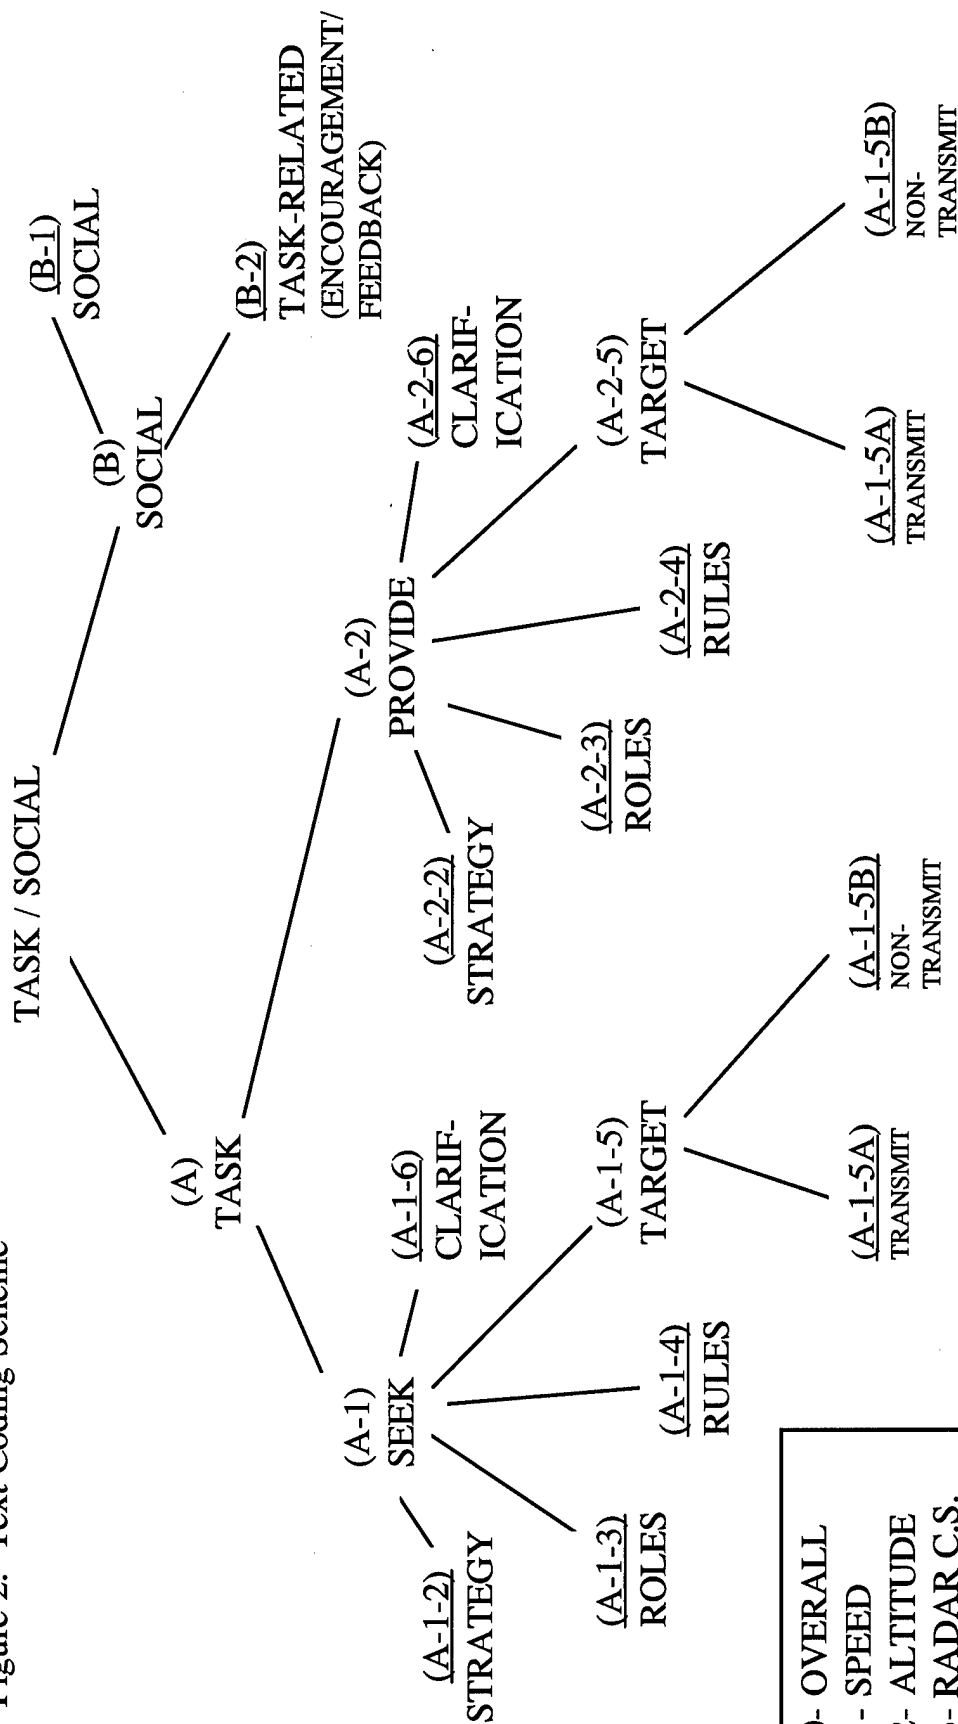 Figure 2. Text Coding Scheme
TASK / SOCIAL
(A)
TASK
(B)
SOCIAL
(B-1)
SOCIAL
(B-2)
TASK-RELATED
(ENCOURAGEMENT/
FEEDBACK)
(A-1)
SEEK
(A-2)
PROVIDE
(A-1-2)
STRATEGY
(A-1-3)
ROLES
(A-1-4)
RULES
(A-1-5)
TARGET
(A-1-6)
CLARIF-
ICATION
(A-1-5A)
TRANSMIT
(A-1-5B)
NON-
TRANSMIT
(A-2-2)
STRATEGY
(A-2-3)
ROLES
(A-2-4)
RULES
(A-2-5)
TARGET
(A-2-6)
CLARIF-
ICATION
(A-1-5A)
TRANSMIT
(A-1-5B)
NON-
TRANSMIT
- OVERALL
- SPEED
- ALTITUDE
- RADAR C.S.